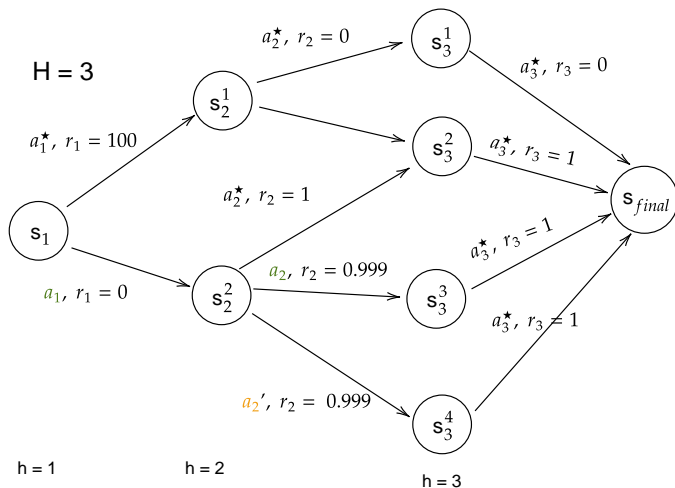 H = 3
s₁
a₁★, r₁ = 100
a₁, r₁ = 0
s₂¹
s₂²
a₂★, r₂ = 0
a₂★, r₂ = 1
a₂, r₂ = 0.999
a₂′, r₂ = 0.999
s₃¹
s₃²
s₃³
s₃⁴
a₃★, r₃ = 0
a₃★, r₃ = 1
a₃★, r₃ = 1
a₃★, r₃ = 1
s_final
h = 1
h = 2
h = 3